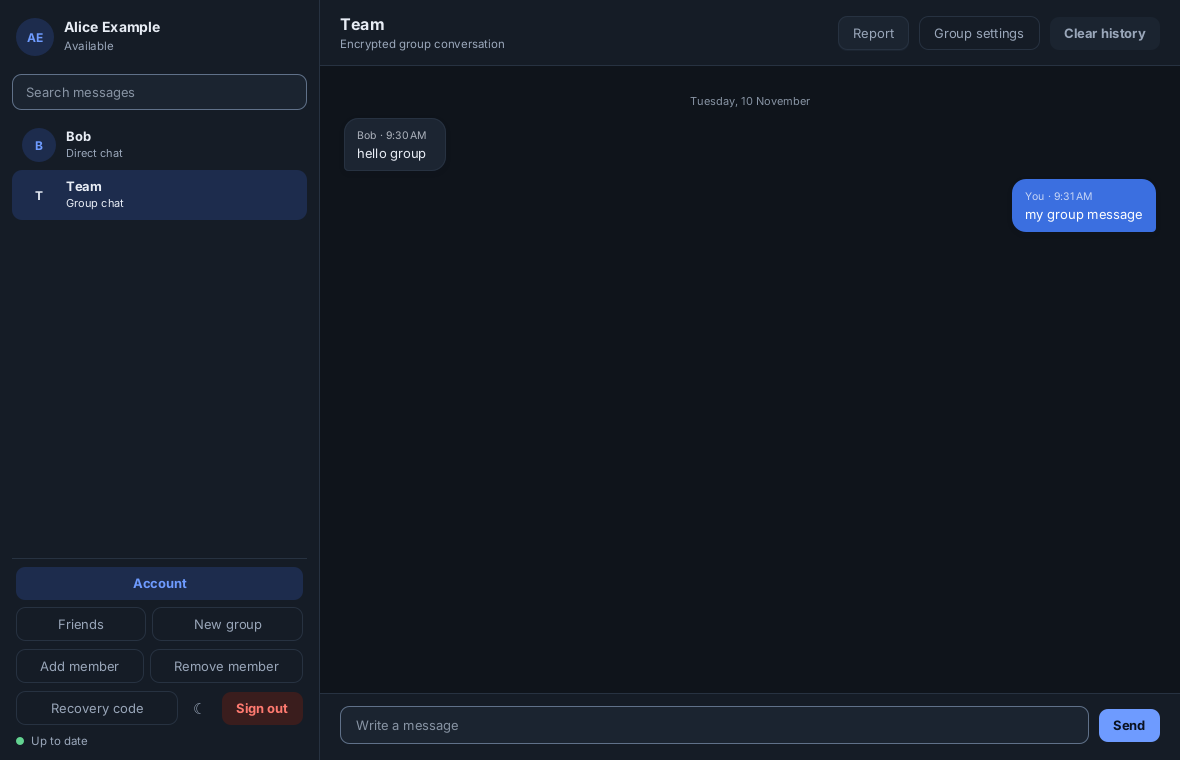 AE
Alice Example
Available
Search messages
B
Bob
Direct chat
T
Team
Group chat
Account
Friends
New group
Add member
Remove member
Recovery code
Sign out
Up to date
Team
Encrypted group conversation
Report
Group settings
Clear history
Tuesday, 10 November
Bob · 9:30 AM
hello group
You · 9:31 AM
my group message
Write a message
Send